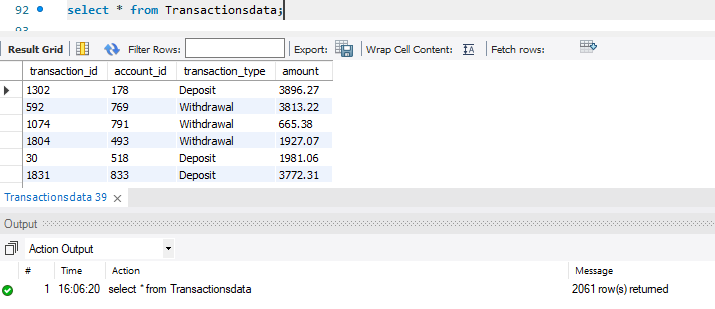 92 select * from Transactionsdata;
93
Result Grid Filter Rows: Export: Wrap Cell Content: IA Fetch rows:
transaction_id account_id transaction_type amount
1302 178 Deposit 3896.27
592 769 Withdrawal 3813.22
1074 791 Withdrawal 665.38
1804 493 Withdrawal 1927.07
30 518 Deposit 1981.06
1831 833 Deposit 3772.31
Transactionsdata 39 ×
Output
Action Output
# Time Action Message
1 16:06:20 select * from Transactionsdata 2061 row(s) returned